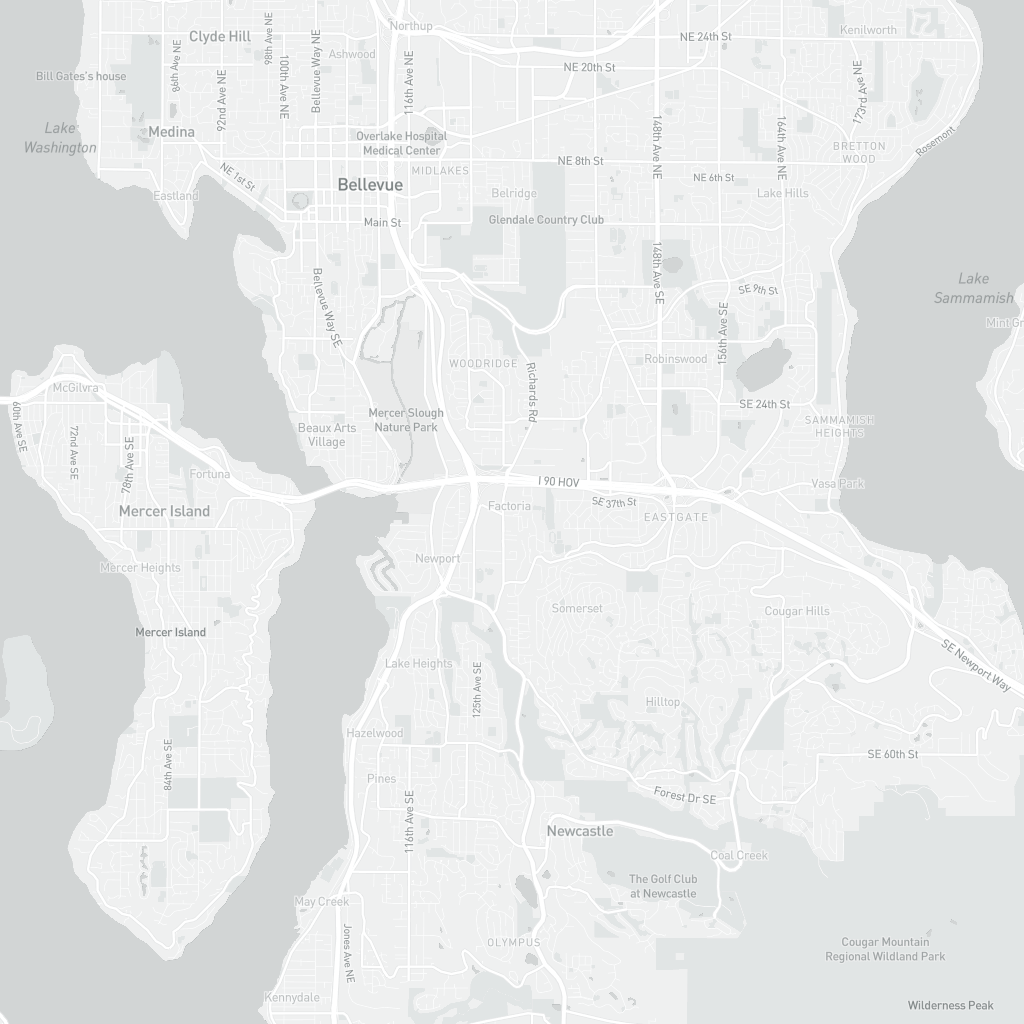 Northup
Clyde Hill
98th Ave NE
Bellevue Way NE
NE 24th St
Kenilworth
86th Ave NE
Ashwood
Bill Gates's house
92nd Ave NE
100th Ave NE
116th Ave NE
NE 20th St
173rd Ave NE
Lake
Washington
Medina
Overlake Hospital
Medical Center
148th Ave NE
164th Ave NE
BRETTON
WOOD
Rosemont
NE 8th St
MIDLAKES
NE 1st St
Bellevue
NE 6th St
Eastland
Belridge
Lake Hills
Main St
Glendale Country Club
148th Ave SE
Lake
Sammamish
SE 9th St
Bellevue Way SE
156th Ave SE
Mint Gr
WOODRIDGE
Robinswood
McGilvra
Richards Rd
60th Ave SE
SE 24th St
Mercer Slough
Nature Park
Beaux Arts
Village
SAMMAMISH
HEIGHTS
72nd Ave SE
78th Ave SE
Fortuna
I 90 HOV
Vasa Park
SE 37th St
Mercer Island
Factoria
EASTGATE
Mercer Heights
Newport
Somerset
Cougar Hills
Mercer Island
Lake Heights
SE Newport Way
125th Ave SE
Hilltop
Hazelwood
84th Ave SE
SE 60th St
Pines
Forest Dr SE
116th Ave SE
Newcastle
Coal Creek
The Golf Club
at Newcastle
May Creek
OLYMPUS
Jones Ave NE
Cougar Mountain
Regional Wildland Park
Kennydale
Wilderness Peak